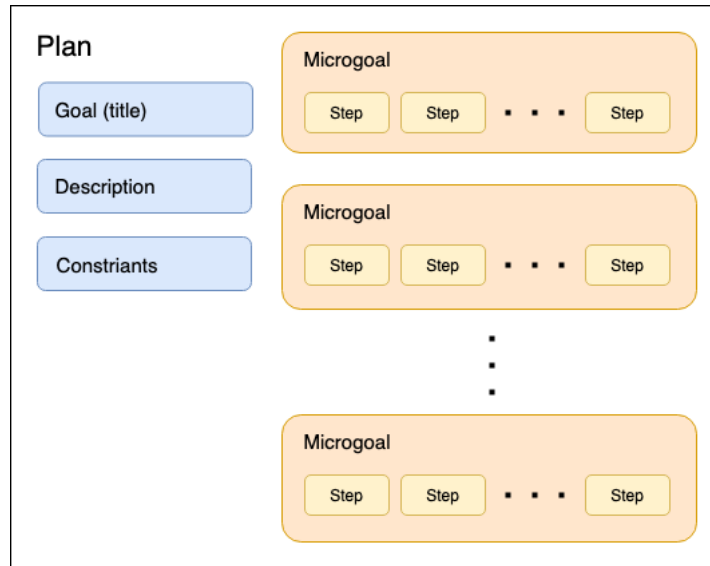 Plan
Goal (title)
Description
Constriants
Microgoal
Step Step . . . Step
Microgoal
Step Step . . . Step
Microgoal
Step Step . . . Step